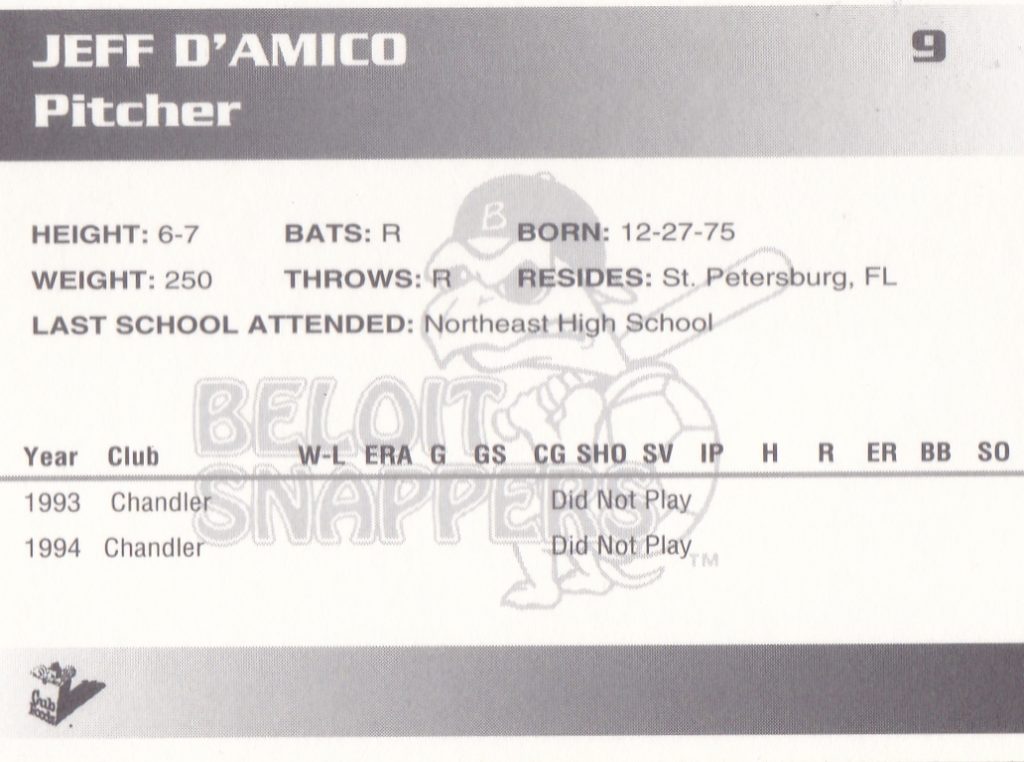 JEFF D'AMICO 9
Pitcher
HEIGHT: 6-7 BATS: R BORN: 12-27-75
WEIGHT: 250 THROWS: R RESIDES: St. Petersburg, FL
LAST SCHOOL ATTENDED: Northeast High School
B
BELOIT
SNAPPERS
TM
Year Club W-L ERA G GS CG SHO SV IP H R ER BB SO
1993 Chandler Did Not Play
1994 Chandler Did Not Play
Cub
Foods